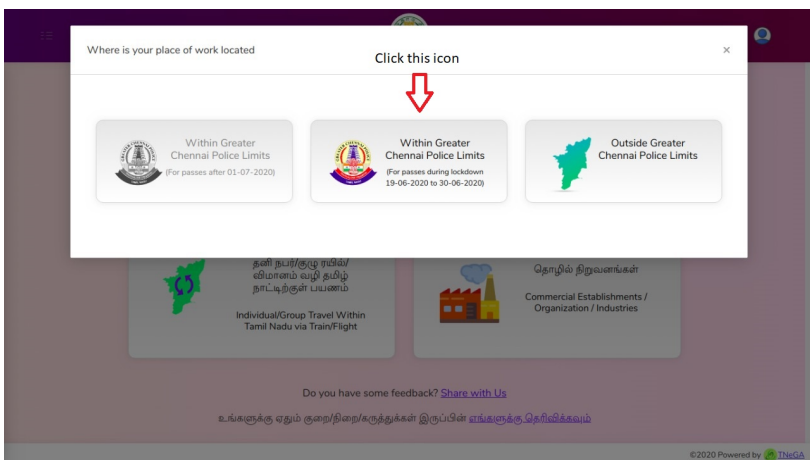 Where is your place of work located
×
Click this icon
Within Greater
Chennai Police Limits
(For passes after 01-07-2020)
Within Greater
Chennai Police Limits
(For passes during lockdown
19-06-2020 to 30-06-2020)
Outside Greater
Chennai Police Limits
தனி நபர்/குழு ரயில்/
விமானம் வழி தமிழ்
நாட்டிற்குள் பயணம்
Individual/Group Travel Within
Tamil Nadu via Train/Flight
தொழில் நிறுவனங்கள்
Commercial Establishments /
Organization / Industries
Do you have some feedback? Share with Us
உங்களுக்கு ஏதும் குறை/நிறை/கருத்துக்கள் இருப்பின் எங்களுக்கு தெரிவிக்கவும்
©2020 Powered by TNeGA